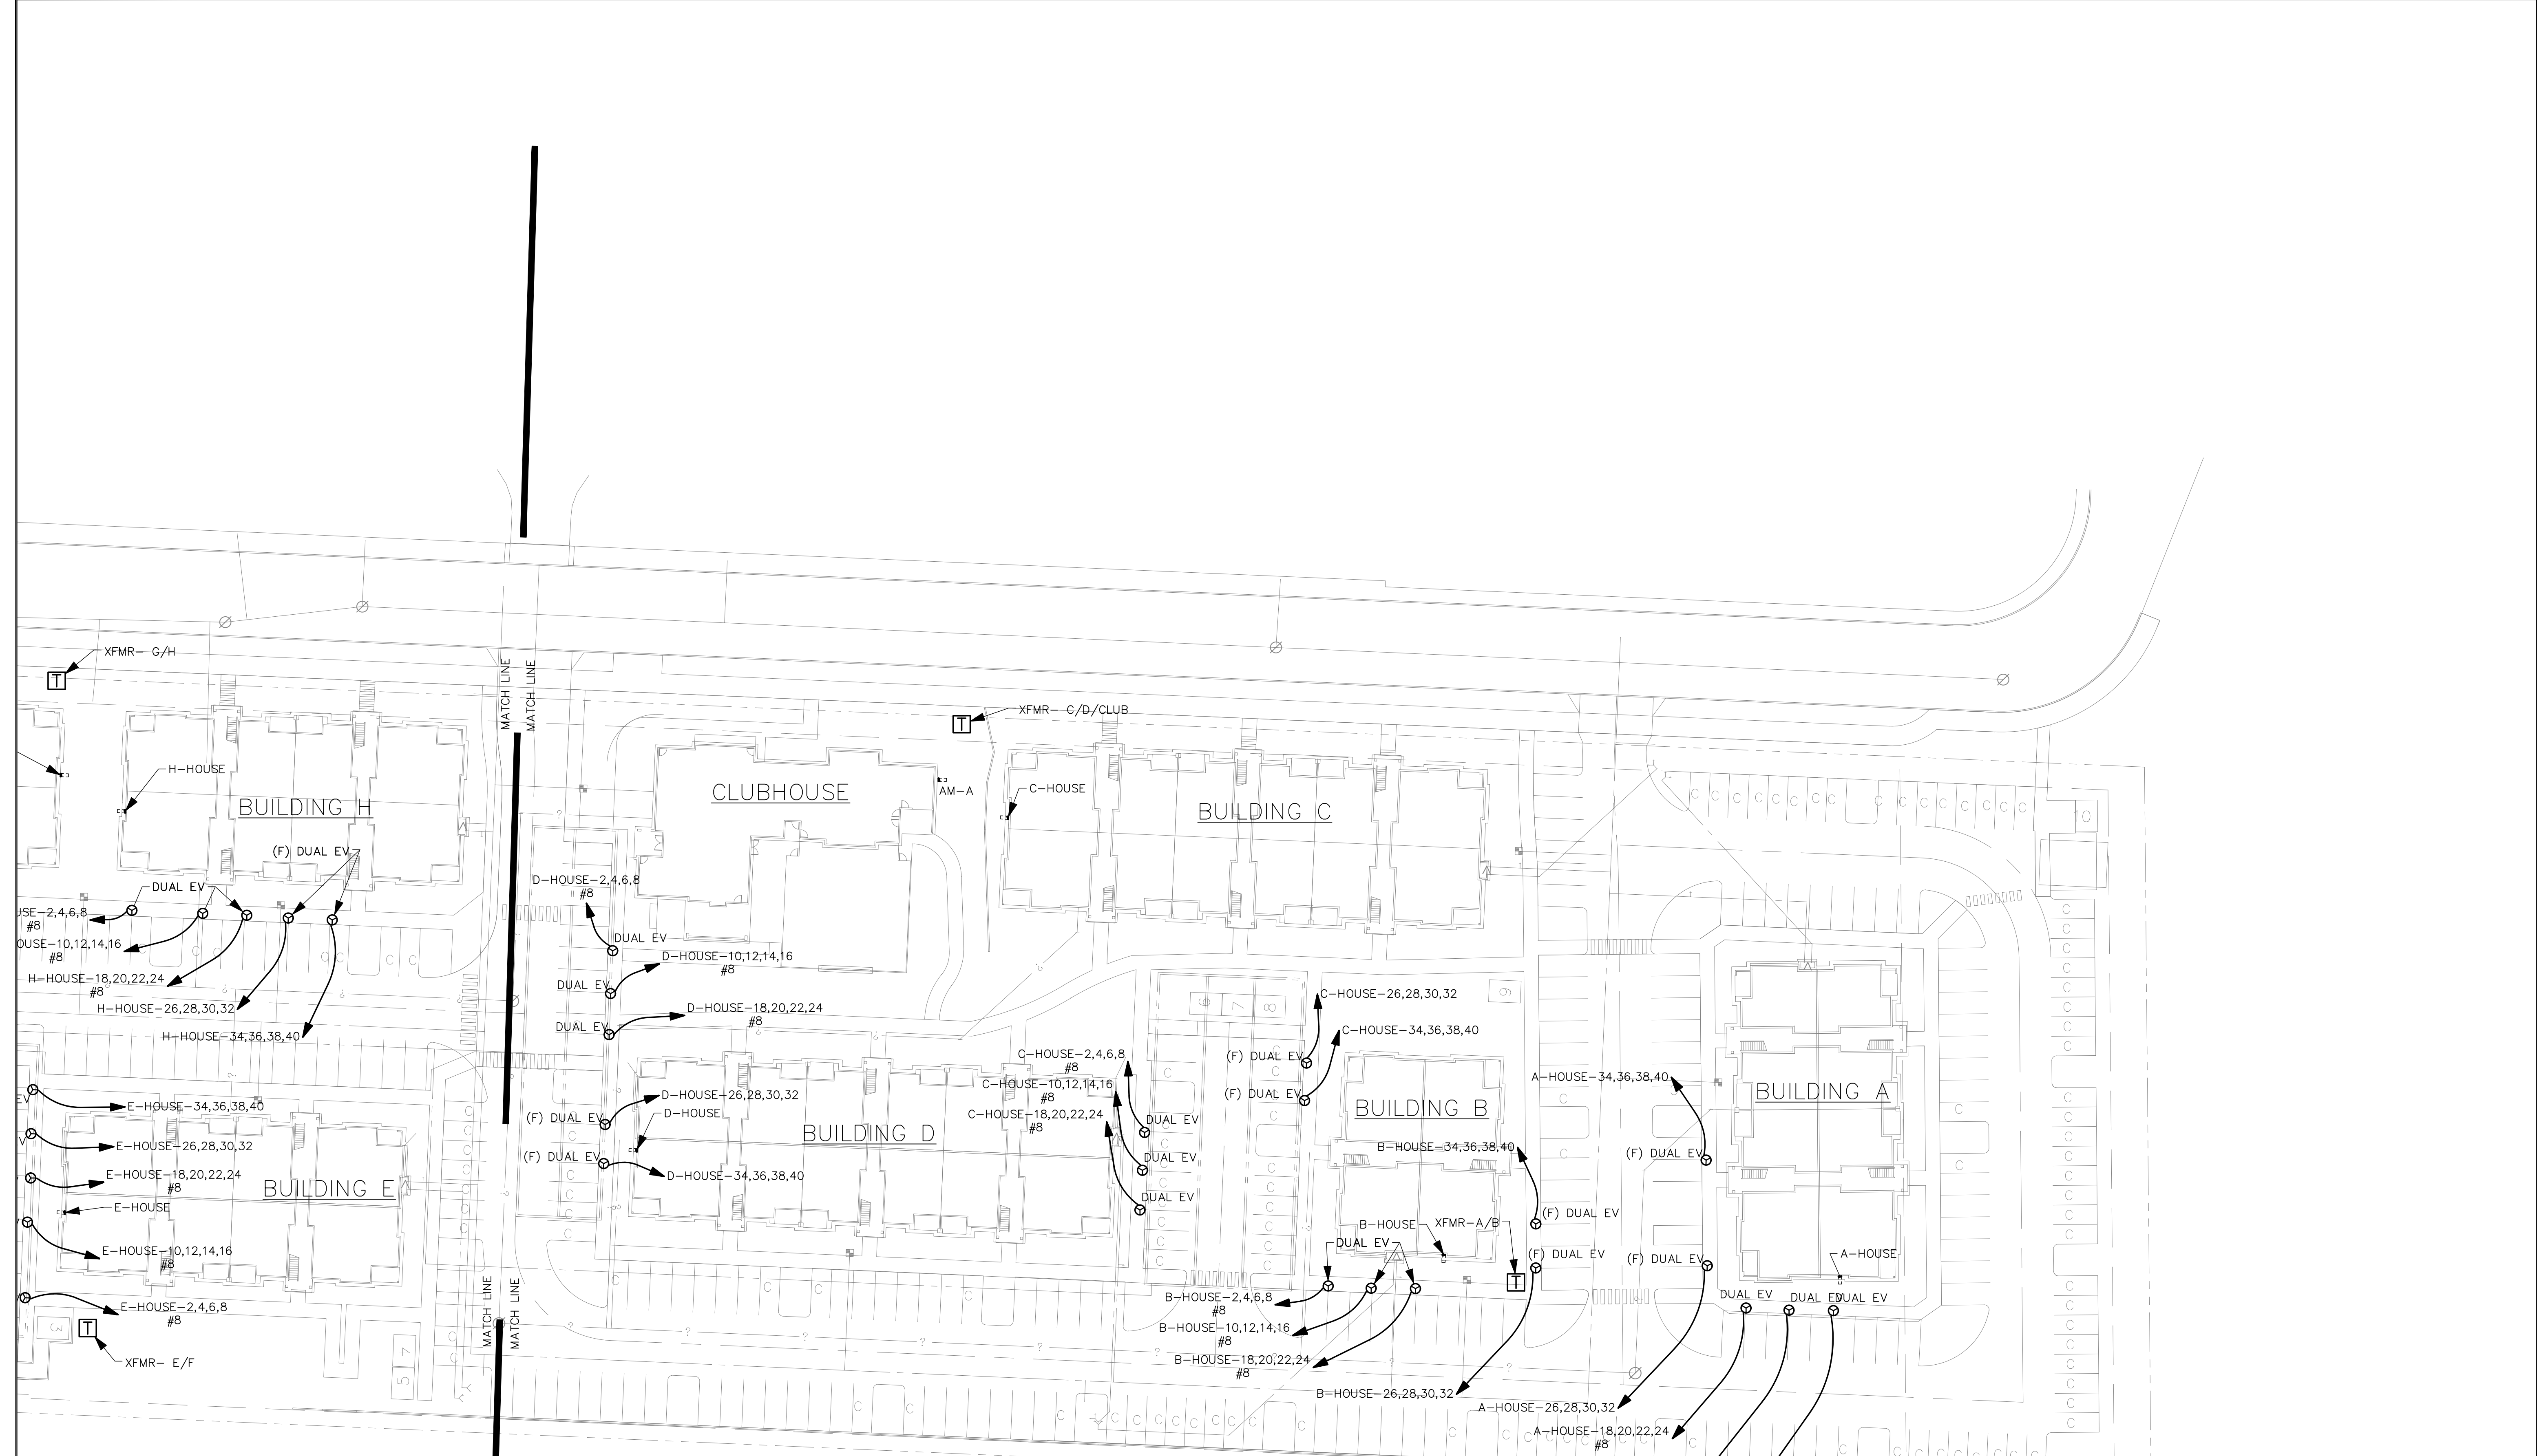 XFMR- G/H
MATCH LINE
MATCH LINE
XFMR- C/D/CLUB
H-HOUSE
BUILDING H
CLUBHOUSE
AM-A
C-HOUSE
BUILDING C
10
(F) DUAL EV
DUAL EV
D-HOUSE-2,4,6,8
#8
USE-2,4,6,8
#8
OUSE-10,12,14,16
#8
H-HOUSE-18,20,22,24
#8
H-HOUSE-26,28,30,32
H-HOUSE-34,36,38,40
DUAL EV
D-HOUSE-10,12,14,16
#8
DUAL EV
D-HOUSE-18,20,22,24
#8
DUAL EV
7
8
C-HOUSE-26,28,30,32
C-HOUSE-34,36,38,40
(F) DUAL EV
(F) DUAL EV
C-HOUSE-2,4,6,8
#8
C-HOUSE-10,12,14,16
#8
C-HOUSE-18,20,22,24
#8
DUAL EV
DUAL EV
DUAL EV
A-HOUSE-34,36,38,40
BUILDING A
BUILDING B
B-HOUSE-34,36,38,40
(F) DUAL EV
EV
E-HOUSE-34,36,38,40
V
E-HOUSE-26,28,30,32
E-HOUSE-18,20,22,24
#8
BUILDING E
E-HOUSE
E-HOUSE-10,12,14,16
#8
E-HOUSE-2,4,6,8
#8
D-HOUSE-26,28,30,32
(F) DUAL EV
D-HOUSE
BUILDING D
(F) DUAL EV
D-HOUSE-34,36,38,40
B-HOUSE
XFMR-A/B
(F) DUAL EV
DUAL EV
(F) DUAL EV
(F) DUAL EV
A-HOUSE
T
T
T
T
MATCH LINE
MATCH LINE
B-HOUSE-2,4,6,8
#8
B-HOUSE-10,12,14,16
#8
B-HOUSE-18,20,22,24
#8
B-HOUSE-26,28,30,32
DUAL EV
DUAL EV
DUAL EV
3
4
5
XFMR- E/F
A-HOUSE-26,28,30,32
A-HOUSE-18,20,22,24
#8